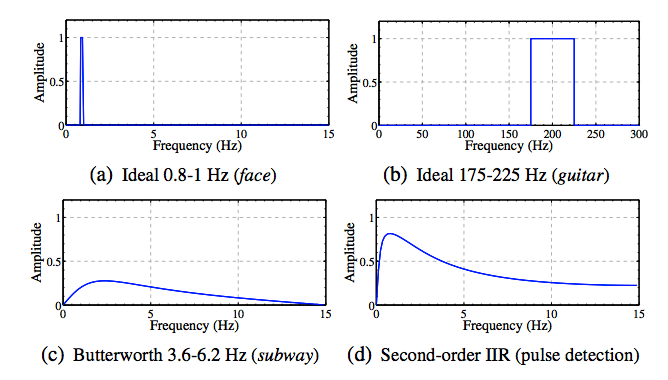 Amplitude
1
0.5
0
0 5 10 15
Frequency (Hz)
(a) Ideal 0.8-1 Hz (face)
Amplitude
1
0.5
0
0 50 100 150 200 250 300
Frequency (Hz)
(b) Ideal 175-225 Hz (guitar)
Amplitude
1
0.5
0
0 5 10 15
Frequency (Hz)
(c) Butterworth 3.6-6.2 Hz (subway)
Amplitude
1
0.5
0
0 5 10 15
Frequency (Hz)
(d) Second-order IIR (pulse detection)